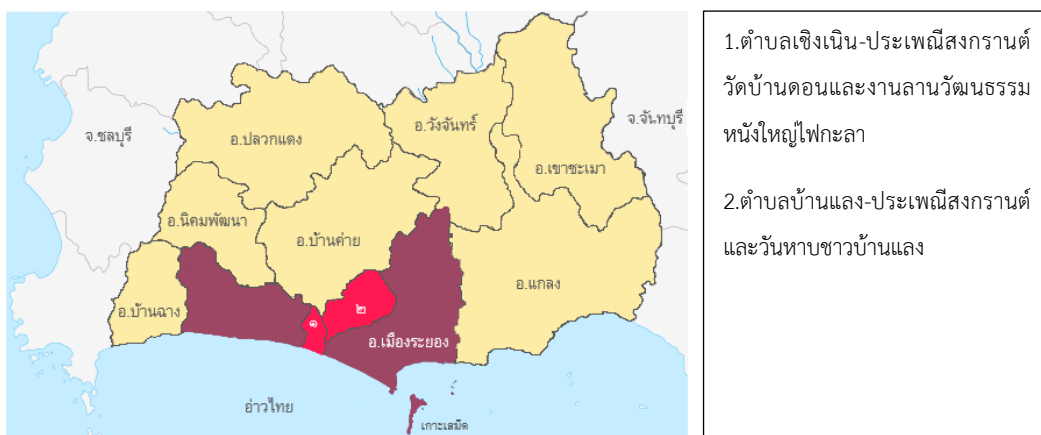 จ.ชลบุรี
อ.ปลวกแดง
อ.วังจันทร์
จ.จันทบุรี
อ.เขาชะเมา
อ.นิคมพัฒนา
อ.บ้านค่าย
อ.แกลง
อ.บ้านฉาง
๑
๒
อ.เมืองระยอง
อ่าวไทย
เกาะเสม็ด
1.ตำบลเชิงเนิน-ประเพณีสงกรานต์
วัดบ้านดอนและงานลานวัฒนธรรม
หนังใหญ่ไฟกะลา
2.ตำบลบ้านแลง-ประเพณีสงกรานต์
และวันหาบชาวบ้านแลง